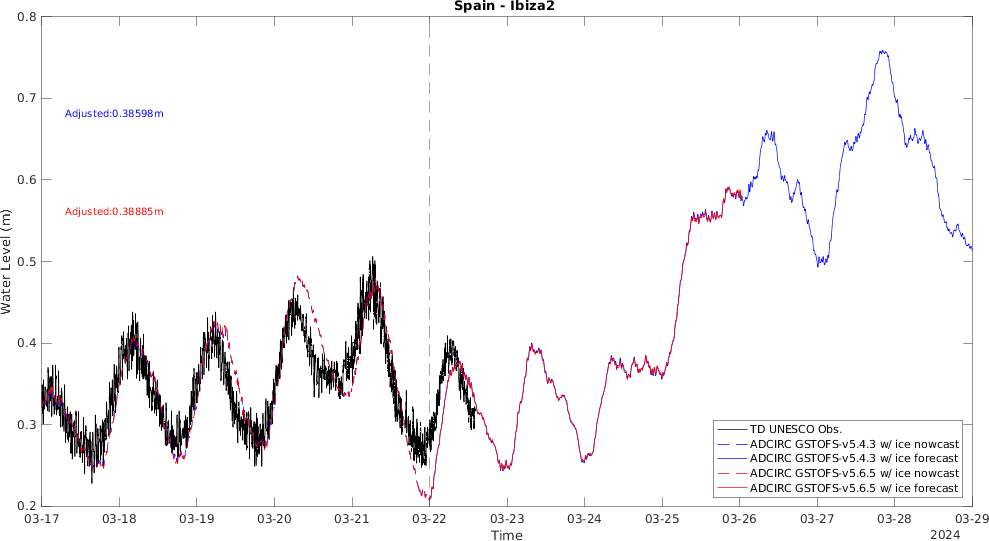 Spain - Ibiza2
0.8
0.7
0.6
0.5
0.4
0.3
0.2
Water Level (m)
Adjusted:0.38598m
Adjusted:0.38885m
TD UNESCO Obs.
ADCIRC GSTOFS-v5.4.3 w/ ice nowcast
ADCIRC GSTOFS-v5.4.3 w/ ice forecast
ADCIRC GSTOFS-v5.6.5 w/ ice nowcast
ADCIRC GSTOFS-v5.6.5 w/ ice forecast
03-17 03-18 03-19 03-20 03-21 03-22 03-23 03-24 03-25 03-26 03-27 03-28 03-29
Time
2024